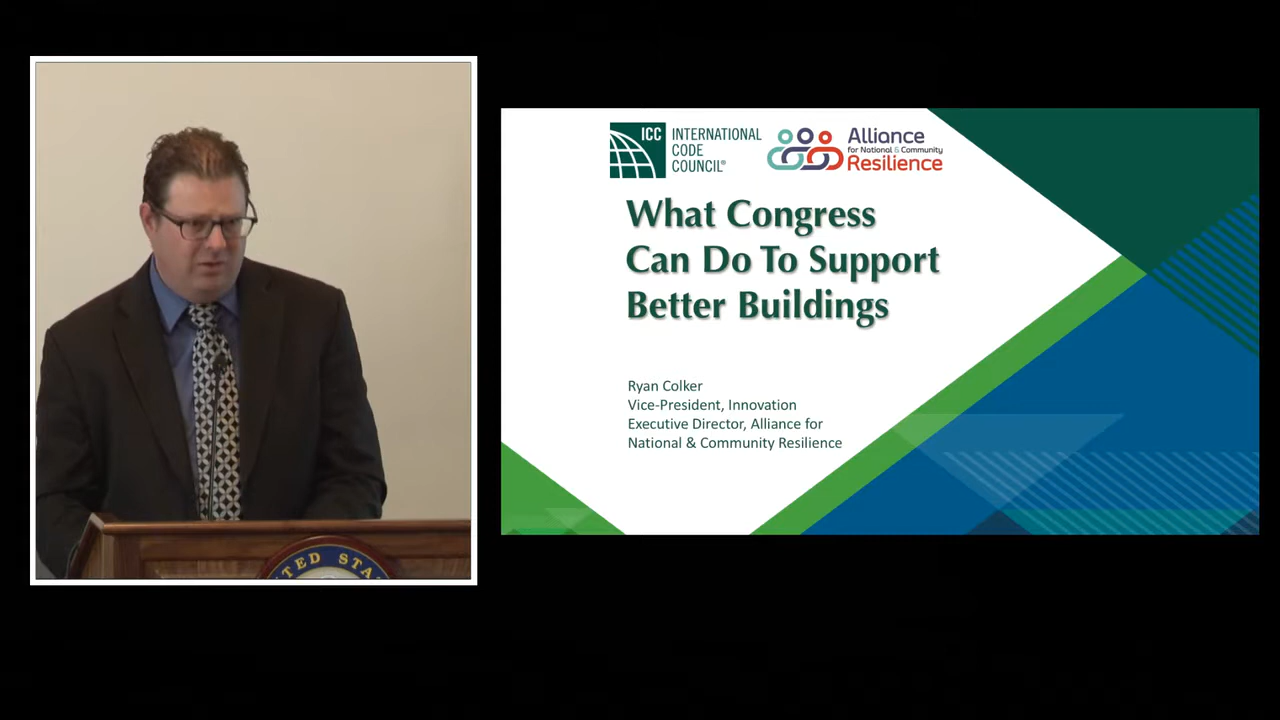 ICC
INTERNATIONAL
CODE
COUNCIL®
Alliance
for National & Community
Resilience
What Congress
Can Do To Support
Better Buildings
Ryan Colker
Vice-President, Innovation
Executive Director, Alliance for
National & Community Resilience
STA